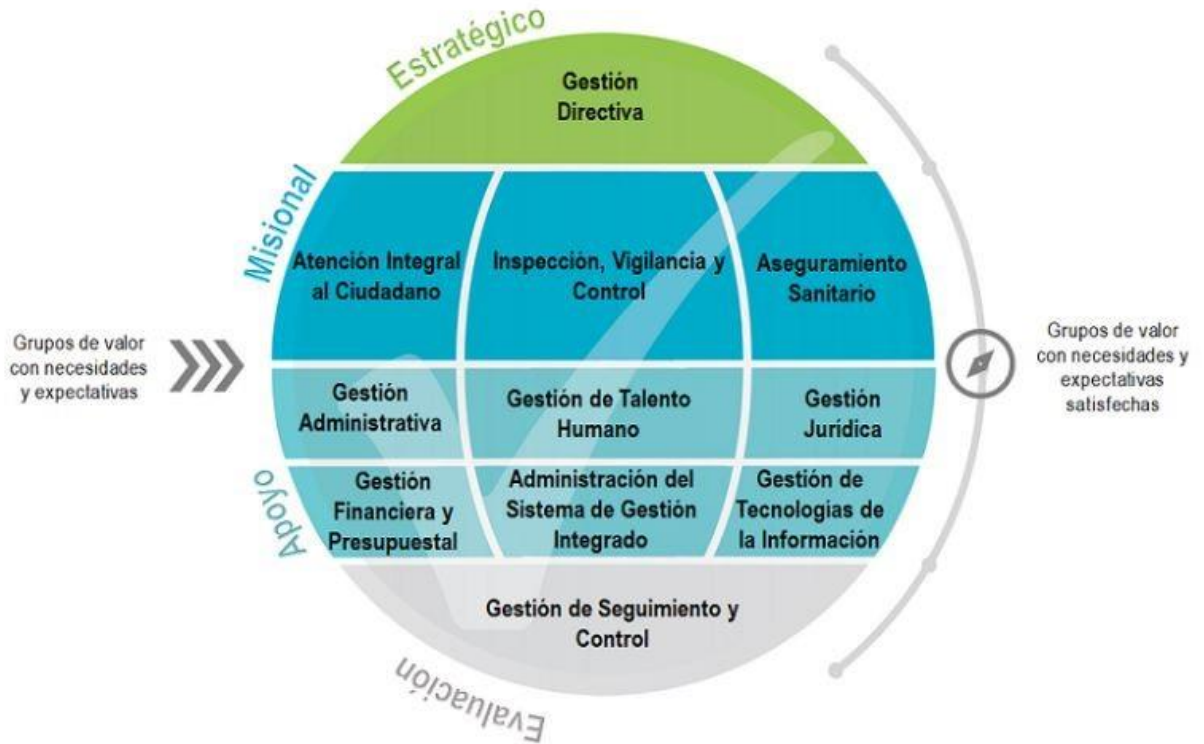 Estratégico
Gestión
Directiva
Misional
Atención Integral
al Ciudadano
Inspección, Vigilancia y
Control
Aseguramiento
Sanitario
Grupos de valor
con necesidades
y expectativas
Grupos de valor
con necesidades y
expectativas
satisfechas
Apoyo
Gestión
Administrativa
Gestión de Talento
Humano
Gestión
Jurídica
Gestión
Financiera y
Presupuestal
Administración del
Sistema de Gestión
Integrado
Gestión de
Tecnologías de
la Información
Gestión de Seguimiento y
Control
Evaluación